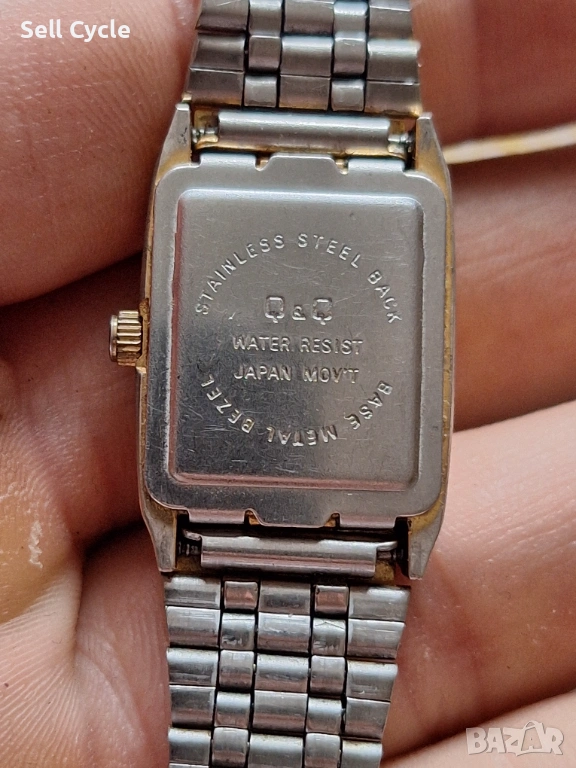 Sell Cycle
STAINLESS STEEL BACK
Q & Q
WATER RESIST
JAPAN MOV'T
BASE METAL BEZEL
BAZAR